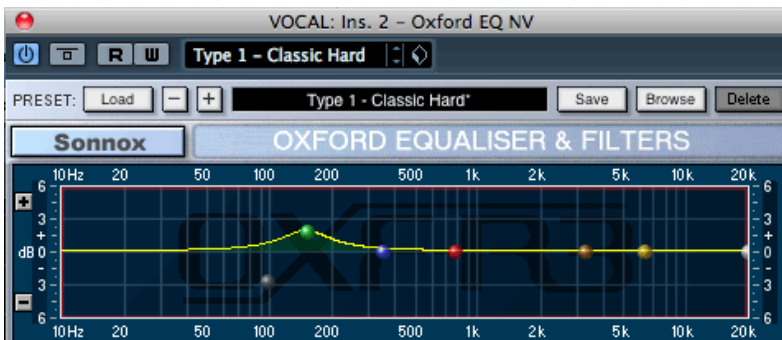 VOCAL: Ins. 2 – Oxford EQ NV
R W Type 1 – Classic Hard
PRESET: Load − + Type 1 - Classic Hard* Save Browse Delete
Sonnox OXFORD EQUALISER & FILTERS
10Hz 20 50 100 200 500 1k 2k 5k 10k 20k
6 6
+ 3 3
+ +
dB 0 0
- -
3 3
− 6 6
OXFR3
10Hz 20 50 100 200 500 1k 2k 5k 10k 20k